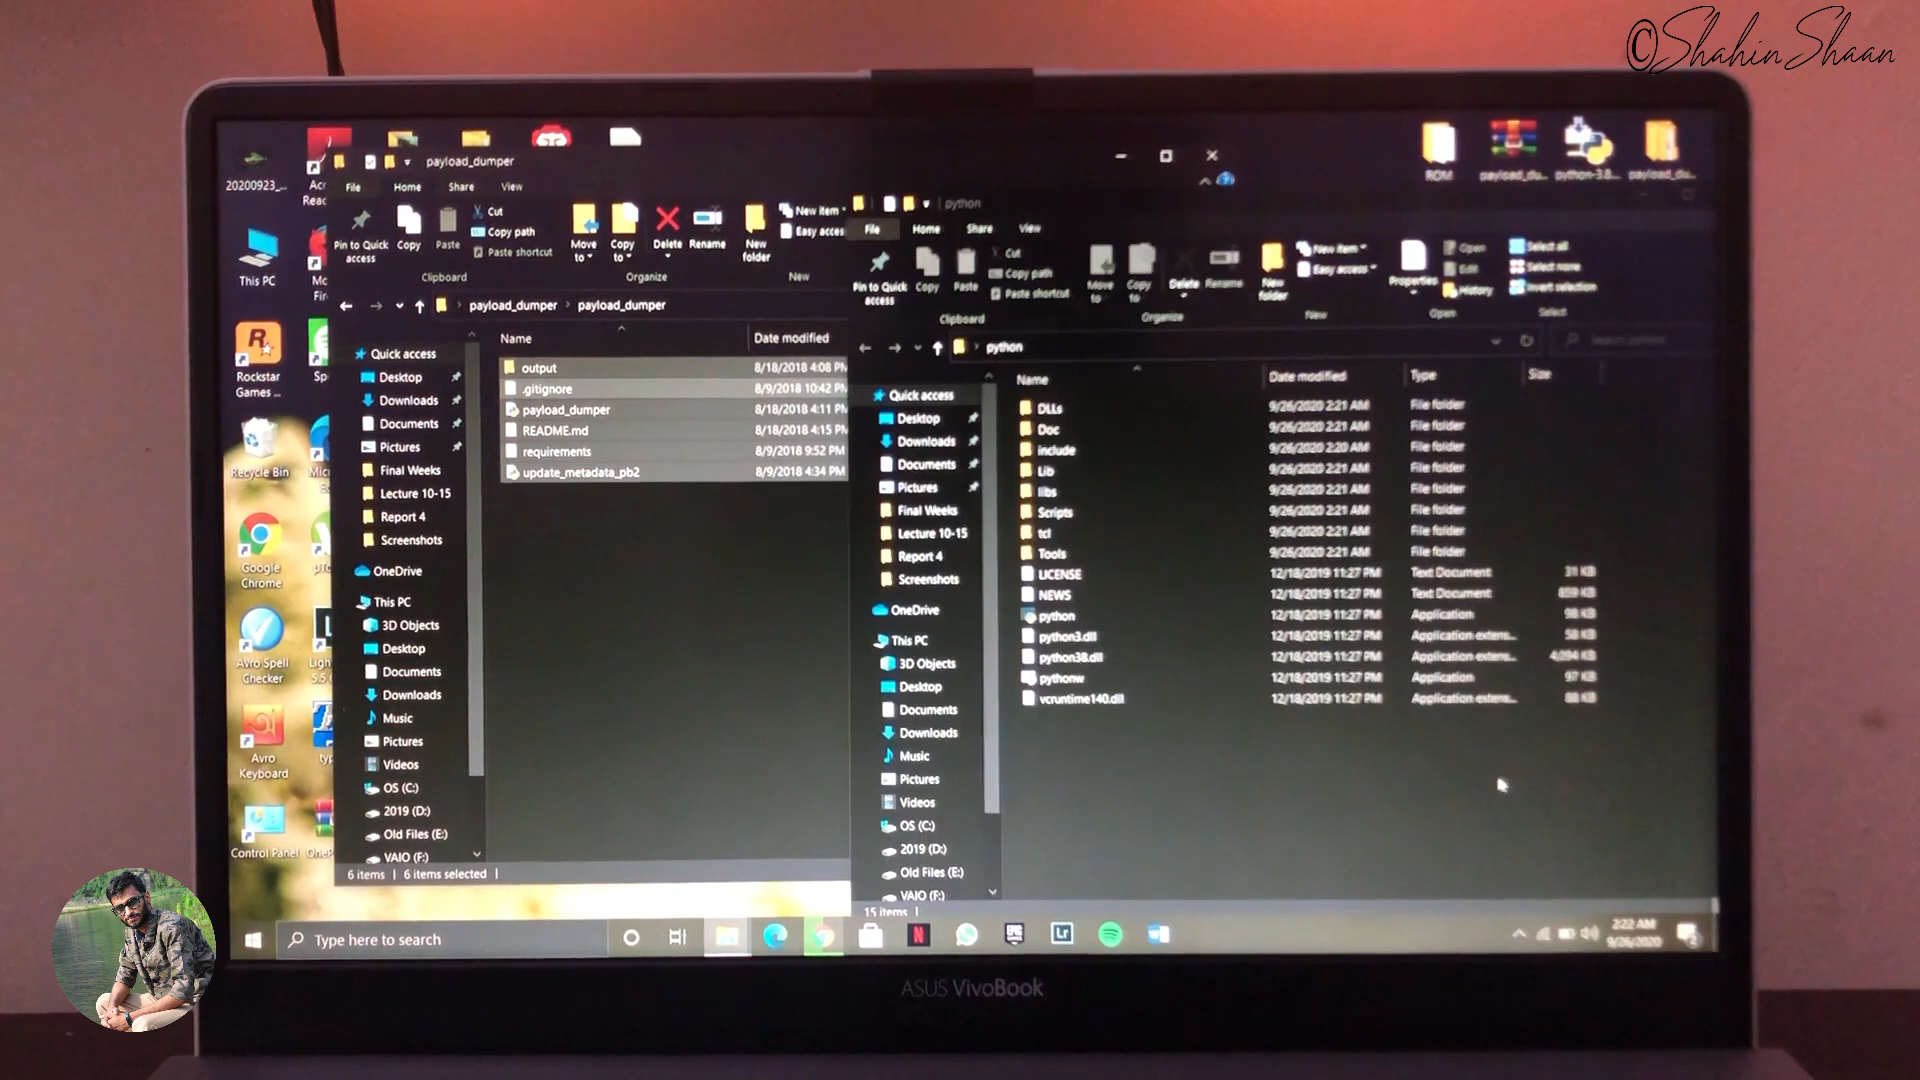 ©ShahinShaan
payload_dumper
File Home Share View
Pin to Quick access
Copy
Paste
Cut
Copy path
Paste shortcut
Move to
Copy to
Delete
Rename
New folder
New item
Easy acces
Clipboard
Organize
New
payload_dumper > payload_dumper
Name
Date modified
output 8/18/2018 4:08 PM
.gitignore 8/9/2018 10:42 PM
payload_dumper 8/18/2018 4:11 PM
README.md 8/18/2018 4:15 PM
requirements 8/9/2018 9:52 PM
update_metadata_pb2 8/9/2018 4:34 PM
Quick access
Desktop
Downloads
Documents
Pictures
Final Weeks
Lecture 10-15
Report 4
Screenshots
OneDrive
This PC
3D Objects
Desktop
Documents
Downloads
Music
Pictures
Videos
OS (C:)
2019 (D:)
Old Files (E:)
VAIO (F:)
6 items | 6 items selected |
python
File Home Share View
Pin to Quick access
Copy
Paste
Cut
Copy path
Paste shortcut
Move to
Copy to
Delete
Rename
New folder
New item
Easy access
Properties
Open
Edit
History
Select all
Select none
Invert selection
Clipboard
Organize
New
Open
Select
> python
Search python
Name Date modified Type Size
DLLs 9/26/2020 2:21 AM File folder
Doc 9/26/2020 2:21 AM File folder
include 9/26/2020 2:20 AM File folder
Lib 9/26/2020 2:21 AM File folder
libs 9/26/2020 2:21 AM File folder
Scripts 9/26/2020 2:21 AM File folder
tcl 9/26/2020 2:21 AM File folder
Tools 9/26/2020 2:21 AM File folder
LICENSE 12/18/2019 11:27 PM Text Document 31 KB
NEWS 12/18/2019 11:27 PM Text Document 859 KB
python 12/18/2019 11:27 PM Application 98 KB
python3.dll 12/18/2019 11:27 PM Application extens... 58 KB
python38.dll 12/18/2019 11:27 PM Application extens... 4,094 KB
pythonw 12/18/2019 11:27 PM Application 97 KB
vcruntime140.dll 12/18/2019 11:27 PM Application extens... 88 KB
Quick access
Desktop
Downloads
Documents
Pictures
Final Weeks
Lecture 10-15
Report 4
Screenshots
OneDrive
This PC
3D Objects
Desktop
Documents
Downloads
Music
Pictures
Videos
OS (C:)
2019 (D:)
Old Files (E:)
VAIO (F:)
15 items |
20200923_...
This PC
Rockstar Games ...
Recycle Bin
Google Chrome
Avro Spell Checker
Avro Keyboard
Control Panel
ROM
payload_du...
python-3.8...
payload_du...
Type here to search
Lr
2:22 AM
9/26/2020
ASUS VivoBook